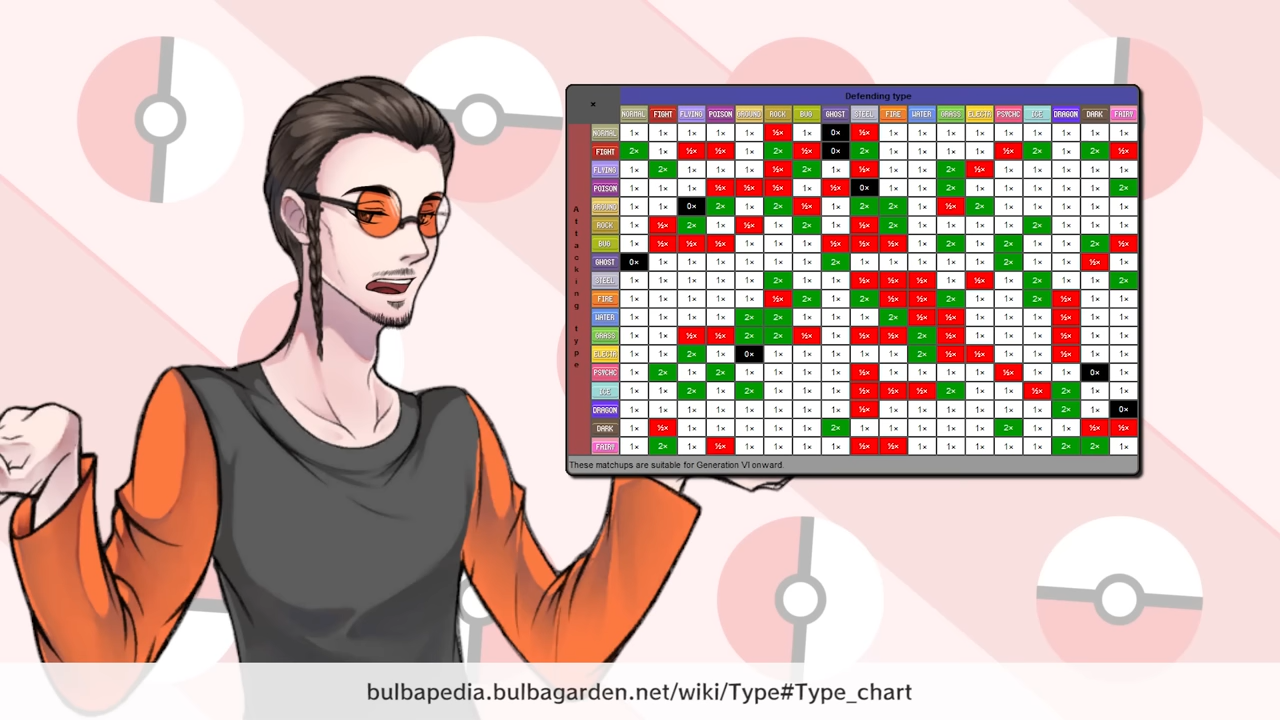 ×
Defending type
NORMAL FIGHT FLYING POISON GROUND ROCK BUG GHOST STEEL FIRE WATER GRASS ELECTR PSYCHC ICE DRAGON DARK FAIRY
Attacking type
NORMAL 1× 1× 1× 1× 1× ½× 1× 0× ½× 1× 1× 1× 1× 1× 1× 1× 1× 1×
FIGHT 2× 1× ½× ½× 1× 2× ½× 0× 2× 1× 1× 1× 1× ½× 2× 1× 2× ½×
FLYING 1× 2× 1× 1× 1× ½× 2× 1× ½× 1× 1× 2× ½× 1× 1× 1× 1× 1×
POISON 1× 1× 1× ½× ½× ½× 1× ½× 0× 1× 1× 2× 1× 1× 1× 1× 1× 2×
GROUND 1× 1× 0× 2× 1× 2× ½× 1× 2× 2× 1× ½× 2× 1× 1× 1× 1× 1×
ROCK 1× ½× 2× 1× ½× 1× 2× 1× ½× 2× 1× 1× 1× 1× 2× 1× 1× 1×
BUG 1× ½× ½× ½× 1× 1× 1× ½× ½× ½× 1× 2× 1× 2× 1× 1× 2× ½×
GHOST 0× 1× 1× 1× 1× 1× 1× 2× 1× 1× 1× 1× 1× 2× 1× 1× ½× 1×
STEEL 1× 1× 1× 1× 1× 2× 1× 1× ½× ½× ½× 1× ½× 1× 2× 1× 1× 2×
FIRE 1× 1× 1× 1× 1× ½× 2× 1× 2× ½× ½× 2× 1× 1× 2× ½× 1× 1×
WATER 1× 1× 1× 1× 2× 2× 1× 1× 1× 2× ½× ½× 1× 1× 1× ½× 1× 1×
GRASS 1× 1× ½× ½× 2× 2× ½× 1× ½× ½× 2× ½× 1× 1× 1× ½× 1× 1×
ELECTR 1× 1× 2× 1× 0× 1× 1× 1× 1× 1× 2× ½× ½× 1× 1× ½× 1× 1×
PSYCHC 1× 2× 1× 2× 1× 1× 1× 1× ½× 1× 1× 1× 1× ½× 1× 1× 0× 1×
ICE 1× 1× 2× 1× 2× 1× 1× 1× ½× ½× ½× 2× 1× 1× ½× 2× 1× 1×
DRAGON 1× 1× 1× 1× 1× 1× 1× 1× ½× 1× 1× 1× 1× 1× 1× 2× 1× 0×
DARK 1× ½× 1× 1× 1× 1× 1× 2× 1× 1× 1× 1× 1× 2× 1× 1× ½× ½×
FAIRY 1× 2× 1× ½× 1× 1× 1× 1× ½× ½× 1× 1× 1× 1× 1× 2× 2× 1×
These matchups are suitable for Generation VI onward.
bulbapedia.bulbagarden.net/wiki/Type#Type_chart